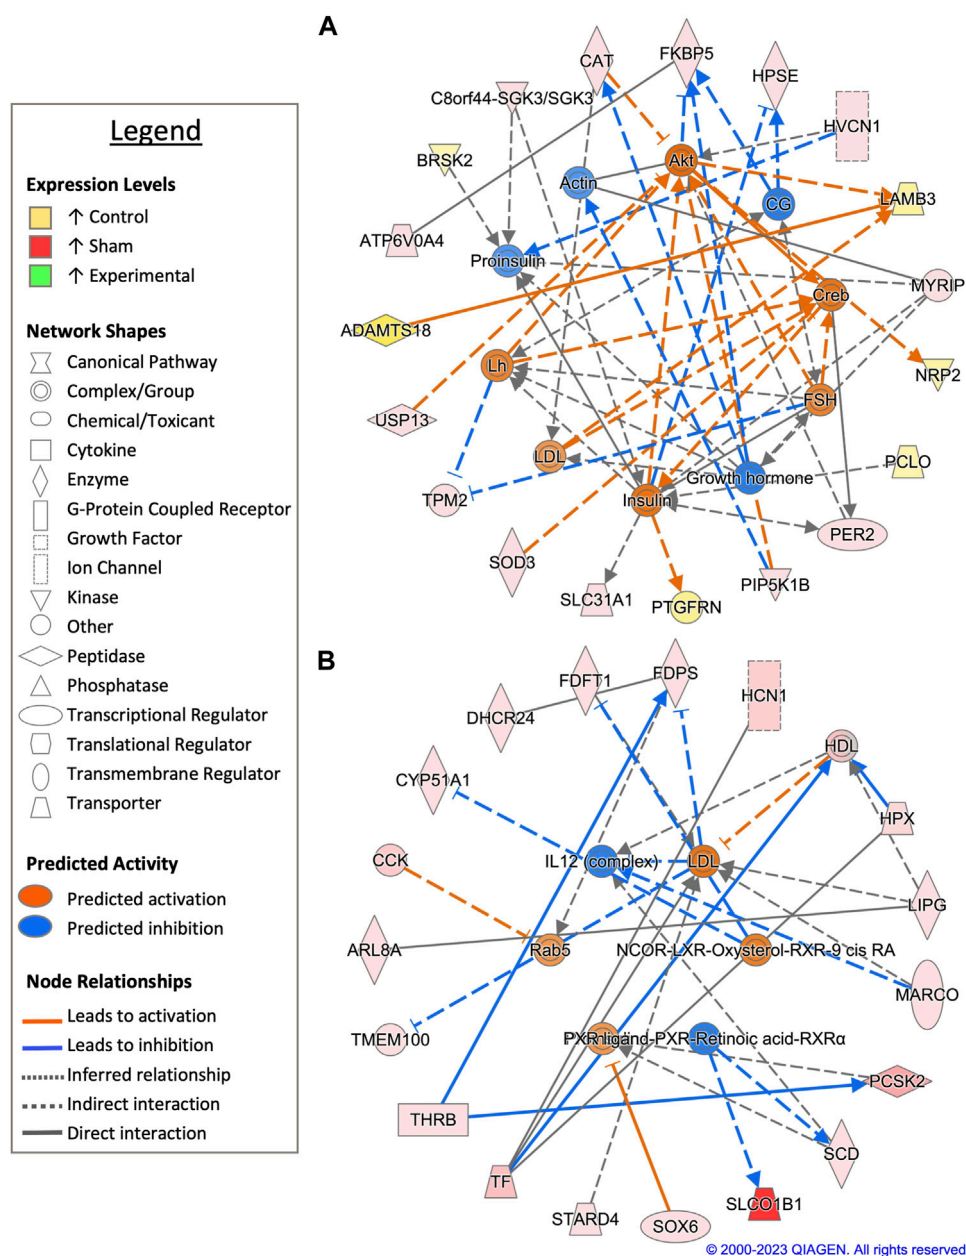 A
Legend
Expression Levels
↑ Control
↑ Sham
↑ Experimental
Network Shapes
Canonical Pathway
Complex/Group
Chemical/Toxicant
Cytokine
Enzyme
G-Protein Coupled Receptor
Growth Factor
Ion Channel
Kinase
Other
Peptidase
Phosphatase
Transcriptional Regulator
Translational Regulator
Transmembrane Regulator
Transporter
Predicted Activity
Predicted activation
Predicted inhibition
Node Relationships
Leads to activation
Leads to inhibition
Inferred relationship
Indirect interaction
Direct interaction
CAT
FKBP5
HPSE
C8orf44-SGK3/SGK3
HVCN1
BRSK2
Akt
Actin
CG
LAMB3
ATP6V0A4
Proinsulin
MYRIP
Creb
ADAMTS18
Lh
NRP2
FSH
USP13
LDL
PCLO
Growth hormone
TPM2
Insulin
PER2
SOD3
PIP5K1B
SLC31A1
PTGFRN
B
FDFT1
FDPS
HCN1
DHCR24
HDL
CYP51A1
HPX
CCK
IL12 (complex)
LDL
LIPG
ARL8A
Rab5
NCOR-LXR-Oxysterol-RXR-9 cis RA
MARCO
TMEM100
PXR ligand-PXR-Retinoic acid-RXRα
PCSK2
THRB
SCD
TF
SLCO1B1
STARD4
SOX6
© 2000-2023 QIAGEN. All rights reserved